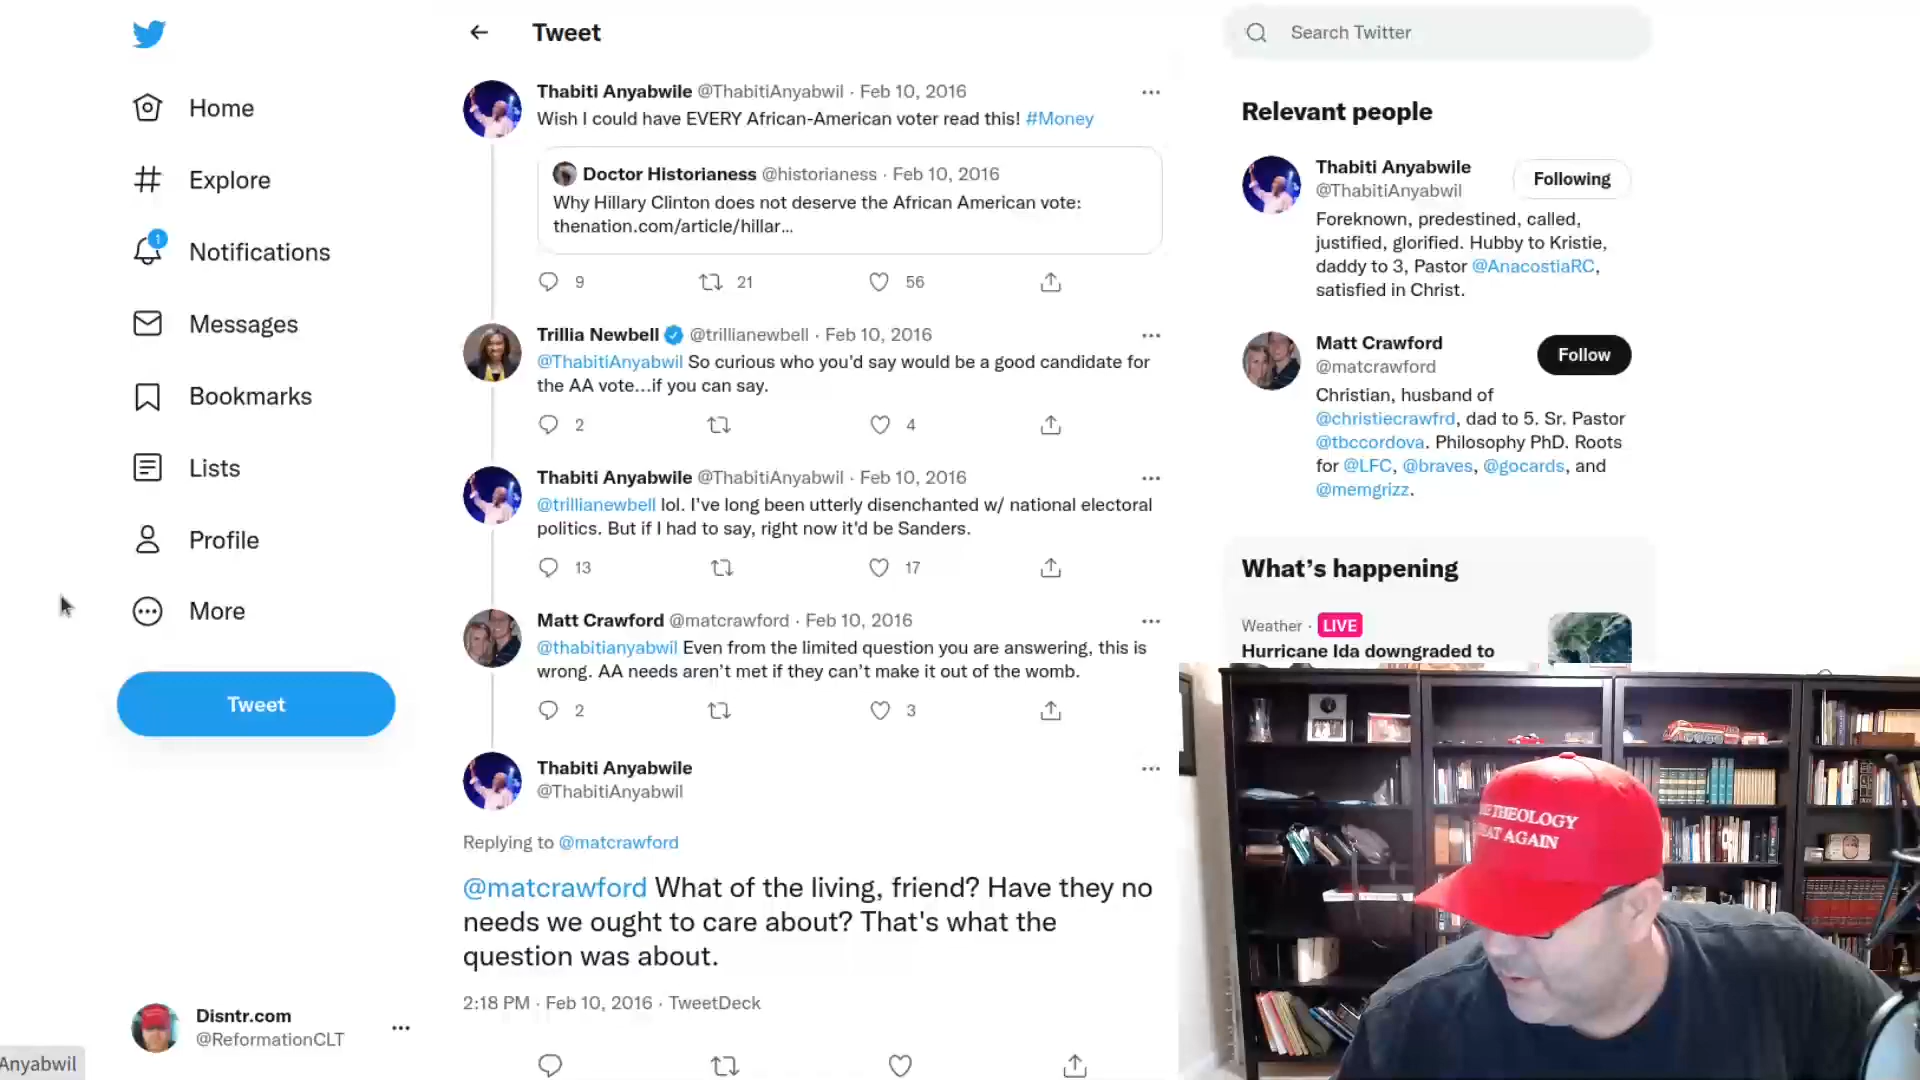 Home
Explore
1
Notifications
Messages
Bookmarks
Lists
Profile
More
Tweet
Disntr.com
@ReformationCLT
Anyabwil
Tweet
Thabiti Anyabwile @ThabitiAnyabwil · Feb 10, 2016
Wish I could have EVERY African-American voter read this! #Money
Doctor Historianess @historianess · Feb 10, 2016
Why Hillary Clinton does not deserve the African American vote:
thenation.com/article/hillar...
9 21 56
Trillia Newbell @trillianewbell · Feb 10, 2016
@ThabitiAnyabwil So curious who you'd say would be a good candidate for
the AA vote...if you can say.
2 4
Thabiti Anyabwile @ThabitiAnyabwil · Feb 10, 2016
@trillianewbell lol. I've long been utterly disenchanted w/ national electoral
politics. But if I had to say, right now it'd be Sanders.
13 17
Matt Crawford @matcrawford · Feb 10, 2016
@thabitianyabwil Even from the limited question you are answering, this is
wrong. AA needs aren't met if they can't make it out of the womb.
2 3
Thabiti Anyabwile
@ThabitiAnyabwil
Replying to @matcrawford
@matcrawford What of the living, friend? Have they no
needs we ought to care about? That's what the
question was about.
2:18 PM · Feb 10, 2016 · TweetDeck
Search Twitter
Relevant people
Thabiti Anyabwile
@ThabitiAnyabwil
Following
Foreknown, predestined, called,
justified, glorified. Hubby to Kristie,
daddy to 3, Pastor @AnacostiaRC,
satisfied in Christ.
Matt Crawford
@matcrawford
Follow
Christian, husband of
@christiecrawfrd, dad to 5. Sr. Pastor
@tbccordova. Philosophy PhD. Roots
for @LFC, @braves, @gocards, and
@memgrizz.
What's happening
Weather · LIVE
Hurricane Ida downgraded to
THEOLOGY
AGAIN